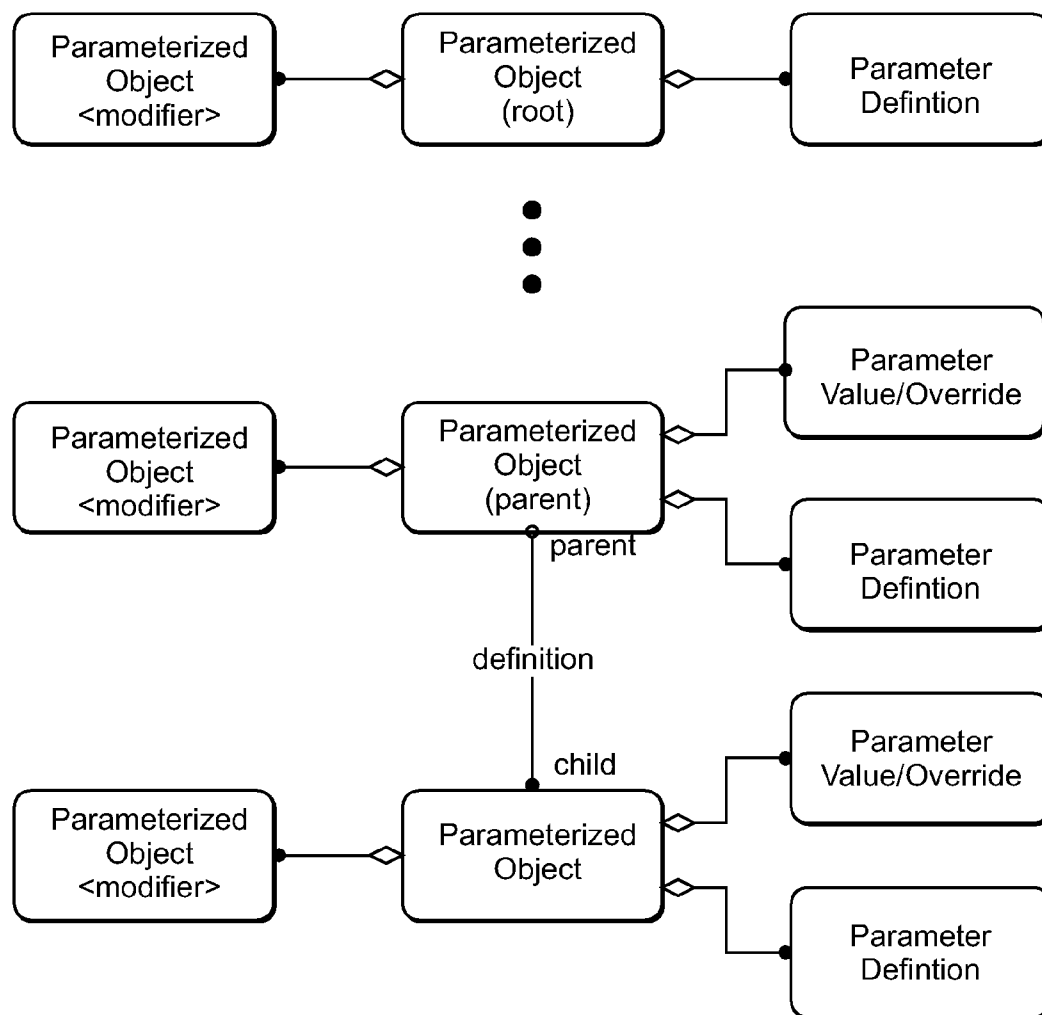 Parameterized
Object
<modifier>
Parameterized
Object
(root)
Parameter
Defintion
Parameter
Value/Override
Parameterized
Object
<modifier>
Parameterized
Object
(parent)
parent
Parameter
Defintion
definition
child
Parameter
Value/Override
Parameterized
Object
<modifier>
Parameterized
Object
Parameter
Defintion